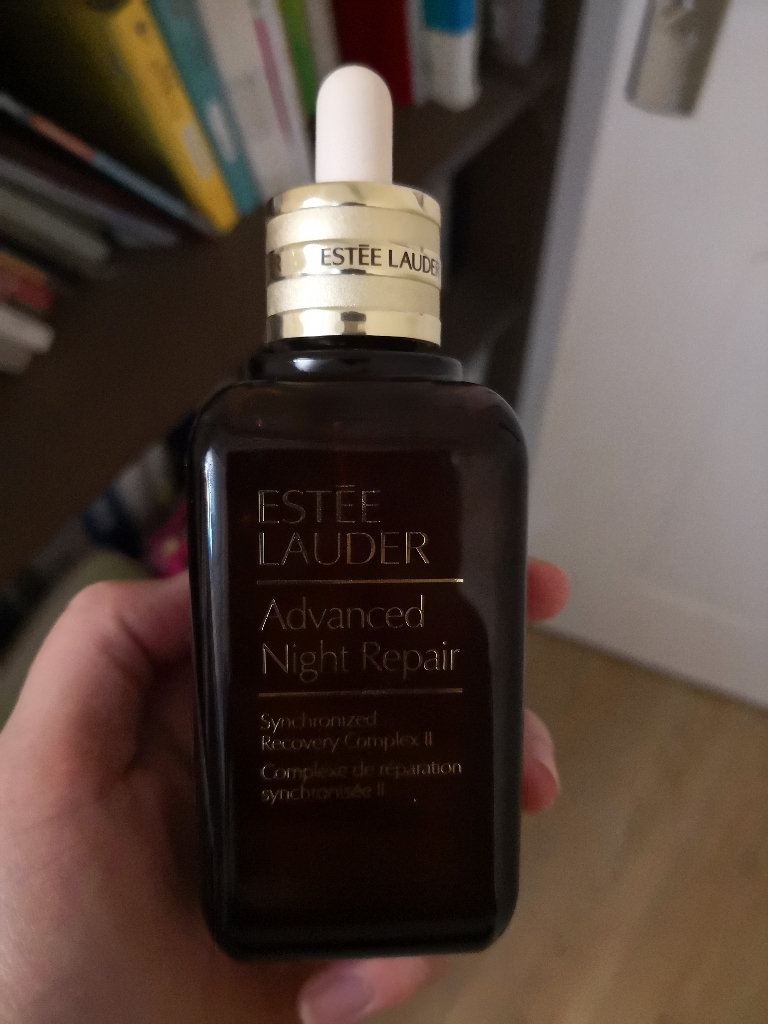 ESTĒE LAUDER
ESTĒE
LAUDER
Advanced
Night Repair
Synchronized
Recovery Complex II
Complexe de réparation
synchronisée II